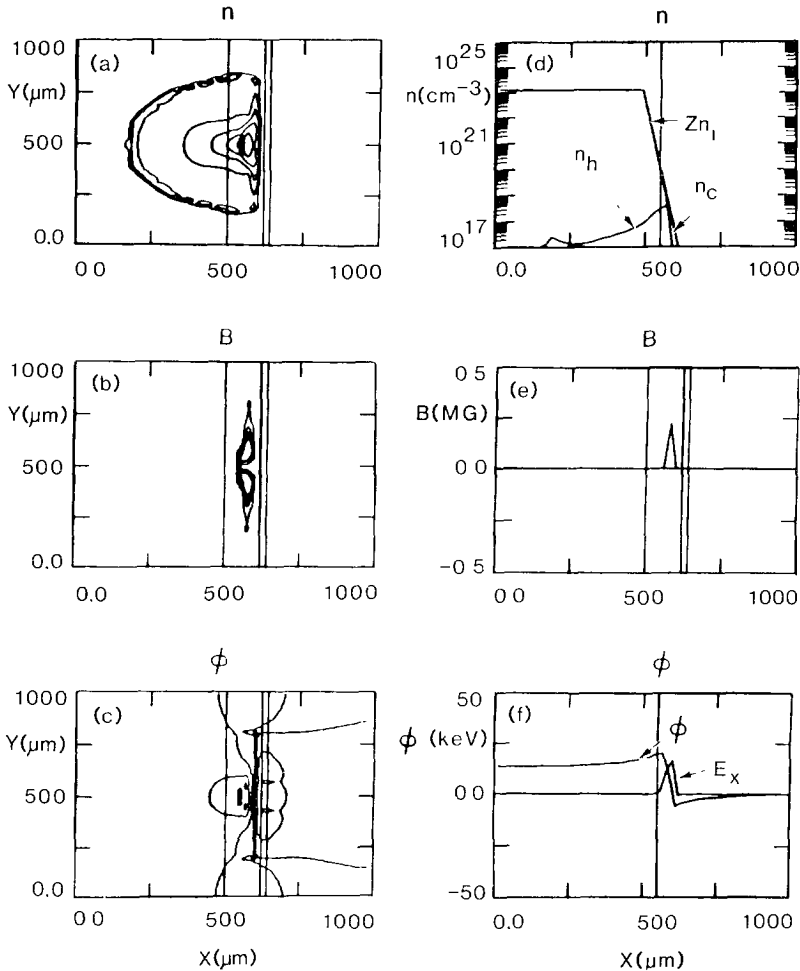 n
(a)
1000
Y(μm)
500
0.0
0 0
500
1000
n
(d)
10^25
n(cm^-3)
10^21
10^17
Zn_I
n_h
n_c
0.0
500
1000
B
(b)
1000
Y(μm)
500
0.0
0.0
500
1000
B
(e)
0 5
B(MG)
0 0
-0 5
0 0
500
1000
ϕ
(c)
1000
Y(μm)
500
0.0
0 0
500
1000
X(μm)
ϕ
(f)
50
ϕ (keV)
0 0
-50
ϕ
E_x
0 0
500
1000
X(μm)